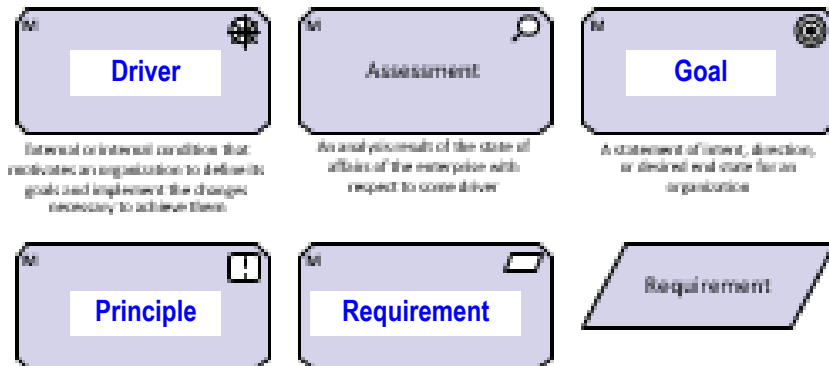 M
Driver
M
Assessment
M
Goal
External or internal condition that
motivates an organization to define its
goals and implement the changes
necessary to achieve them
An analysis result of the state of
affairs of the enterprise with
respect to some driver
A statement of intent, direction,
or desired end state for an
organization
M
Principle
M
Requirement
Requirement